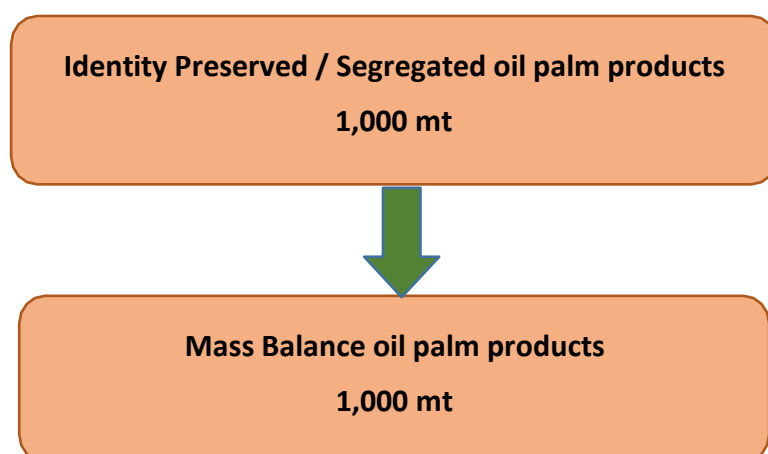 Identity Preserved / Segregated oil palm products
1,000 mt
Mass Balance oil palm products
1,000 mt